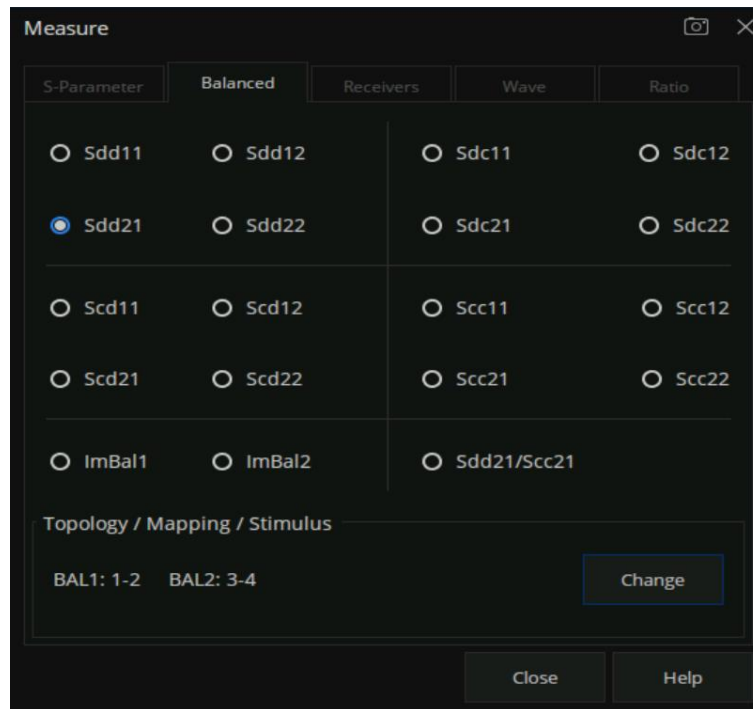 Measure
S-Parameter Balanced Receivers Wave Ratio
Sdd11 Sdd12 Sdc11 Sdc12
Sdd21 Sdd22 Sdc21 Sdc22
Scd11 Scd12 Scc11 Scc12
Scd21 Scd22 Scc21 Scc22
ImBal1 ImBal2 Sdd21/Scc21
Topology / Mapping / Stimulus
BAL1: 1-2 BAL2: 3-4 Change
Close Help